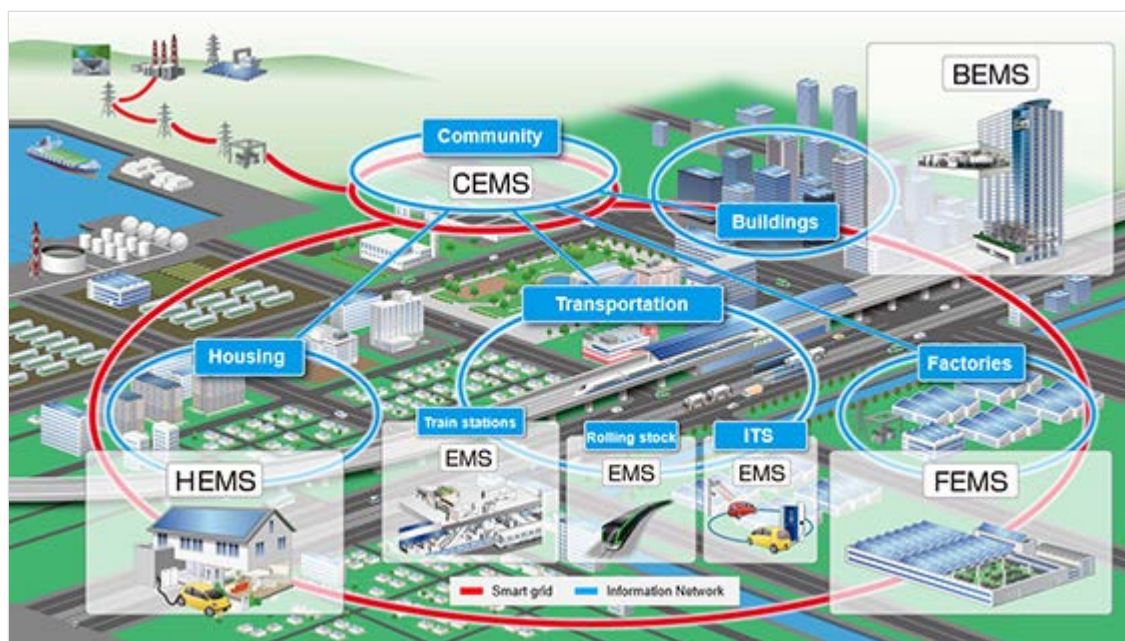 BEMS
Community
CEMS
Buildings
Transportation
Housing
Factories
Train stations
Rolling stock
ITS
EMS
EMS
EMS
HEMS
FEMS
Smart grid
Information Network